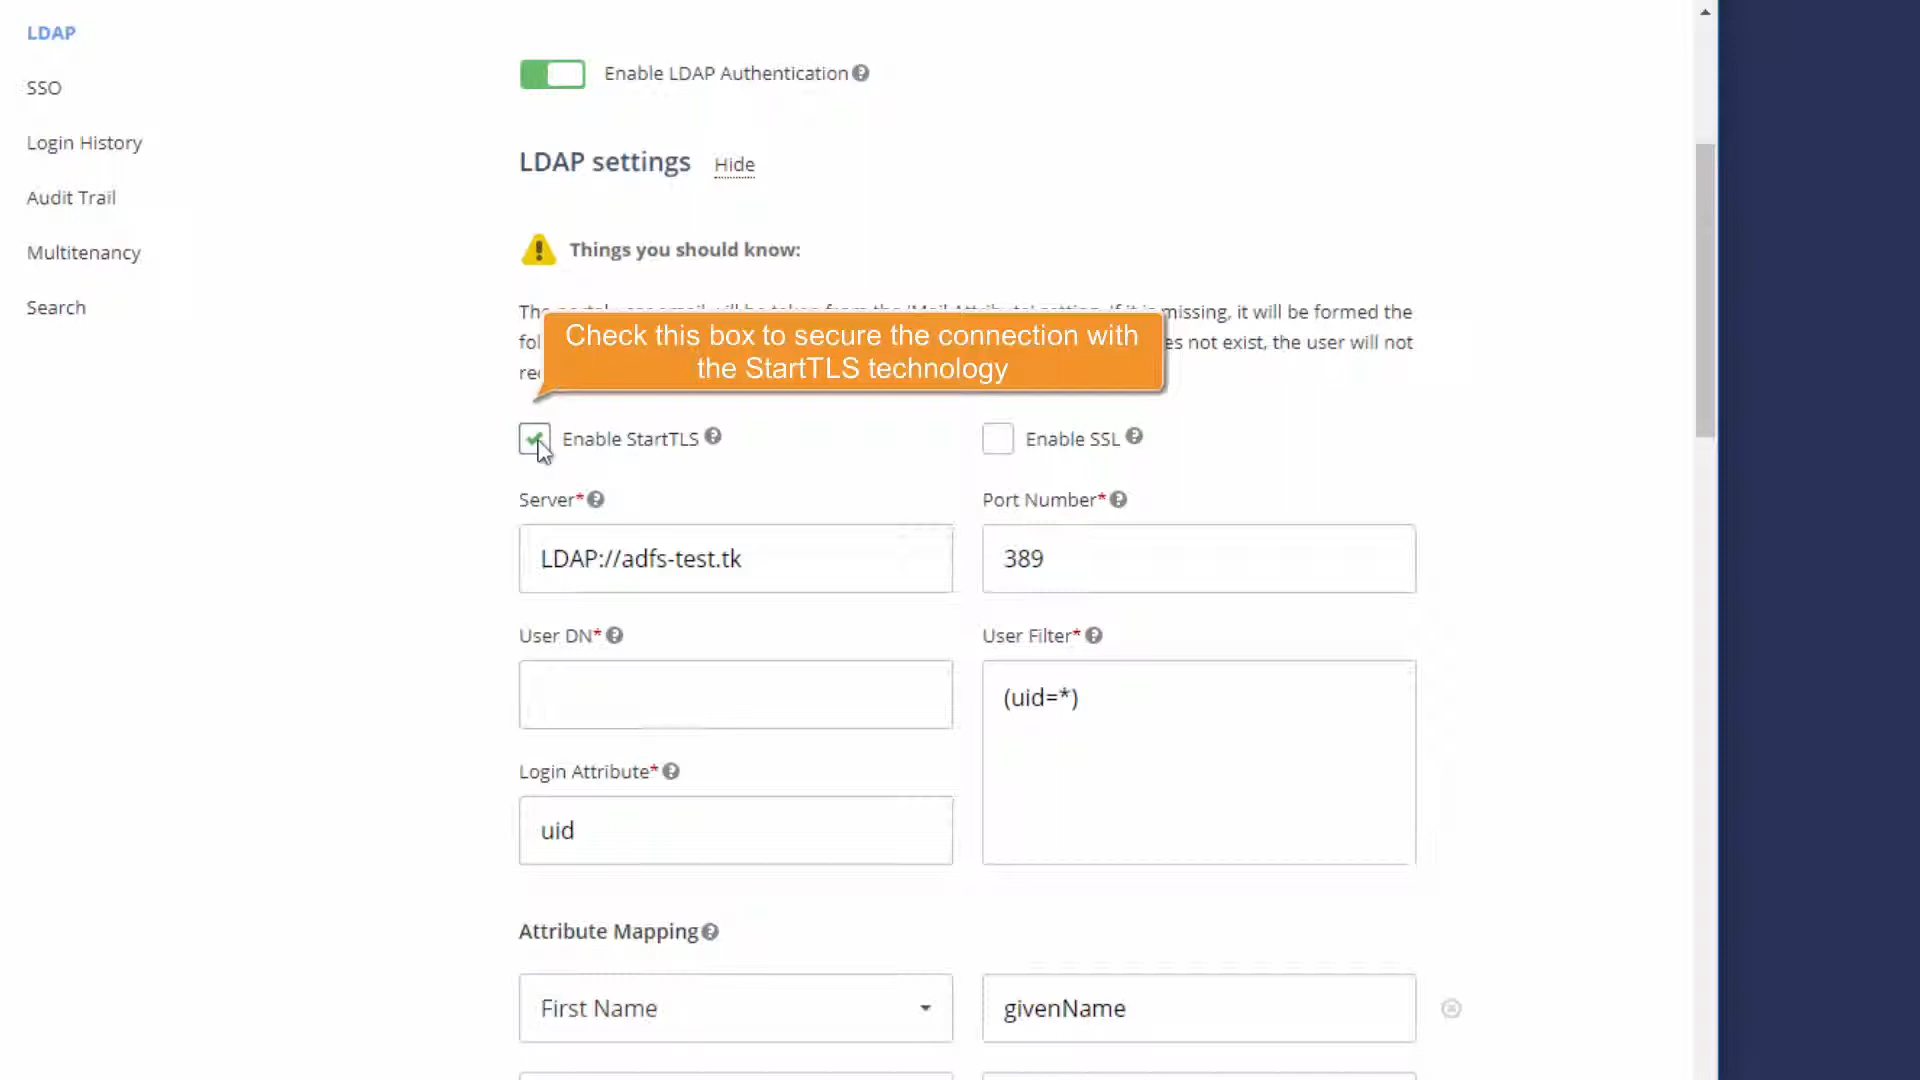 LDAP
SSO
Login History
Audit Trail
Multitenancy
Search
Enable LDAP Authentication
LDAP settings Hide
Things you should know:
missing, it will be formed the
es not exist, the user will not
Check this box to secure the connection with
the StartTLS technology
Enable StartTLS
Enable SSL
Server*
Port Number*
LDAP://adfs-test.tk
389
User DN*
User Filter*
(uid=*)
Login Attribute*
uid
Attribute Mapping
First Name
givenName